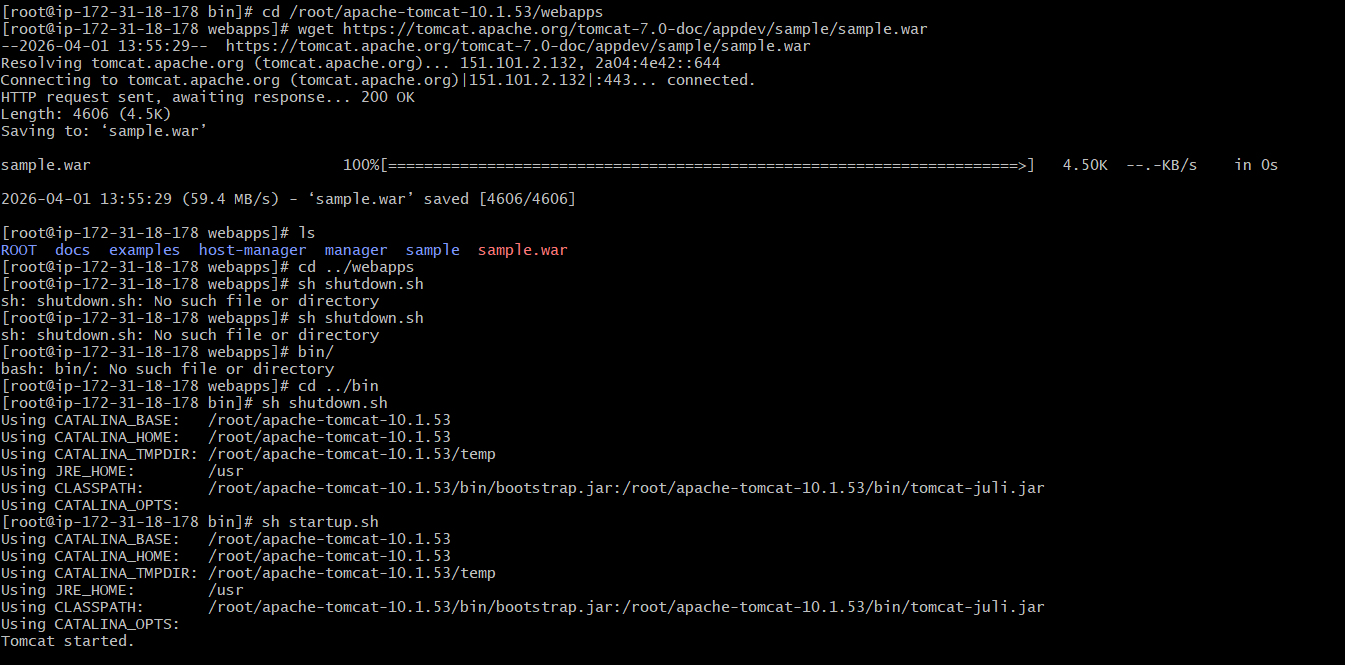 [root@ip-172-31-18-178 bin]# cd /root/apache-tomcat-10.1.53/webapps
[root@ip-172-31-18-178 webapps]# wget https://tomcat.apache.org/tomcat-7.0-doc/appdev/sample/sample.war
--2026-04-01 13:55:29--  https://tomcat.apache.org/tomcat-7.0-doc/appdev/sample/sample.war
Resolving tomcat.apache.org (tomcat.apache.org)... 151.101.2.132, 2a04:4e42::644
Connecting to tomcat.apache.org (tomcat.apache.org)|151.101.2.132|:443... connected.
HTTP request sent, awaiting response... 200 OK
Length: 4606 (4.5K)
Saving to: ‘sample.war’

sample.war                            100%[======================================================================>]   4.50K  --.-KB/s    in 0s

2026-04-01 13:55:29 (59.4 MB/s) - ‘sample.war’ saved [4606/4606]

[root@ip-172-31-18-178 webapps]# ls
ROOT  docs  examples  host-manager  manager  sample  sample.war
[root@ip-172-31-18-178 webapps]# cd ../webapps
[root@ip-172-31-18-178 webapps]# sh shutdown.sh
sh: shutdown.sh: No such file or directory
[root@ip-172-31-18-178 webapps]# sh shutdown.sh
sh: shutdown.sh: No such file or directory
[root@ip-172-31-18-178 webapps]# bin/
bash: bin/: No such file or directory
[root@ip-172-31-18-178 webapps]# cd ../bin
[root@ip-172-31-18-178 bin]# sh shutdown.sh
Using CATALINA_BASE:   /root/apache-tomcat-10.1.53
Using CATALINA_HOME:   /root/apache-tomcat-10.1.53
Using CATALINA_TMPDIR: /root/apache-tomcat-10.1.53/temp
Using JRE_HOME:        /usr
Using CLASSPATH:       /root/apache-tomcat-10.1.53/bin/bootstrap.jar:/root/apache-tomcat-10.1.53/bin/tomcat-juli.jar
Using CATALINA_OPTS:
[root@ip-172-31-18-178 bin]# sh startup.sh
Using CATALINA_BASE:   /root/apache-tomcat-10.1.53
Using CATALINA_HOME:   /root/apache-tomcat-10.1.53
Using CATALINA_TMPDIR: /root/apache-tomcat-10.1.53/temp
Using JRE_HOME:        /usr
Using CLASSPATH:       /root/apache-tomcat-10.1.53/bin/bootstrap.jar:/root/apache-tomcat-10.1.53/bin/tomcat-juli.jar
Using CATALINA_OPTS:
Tomcat started.